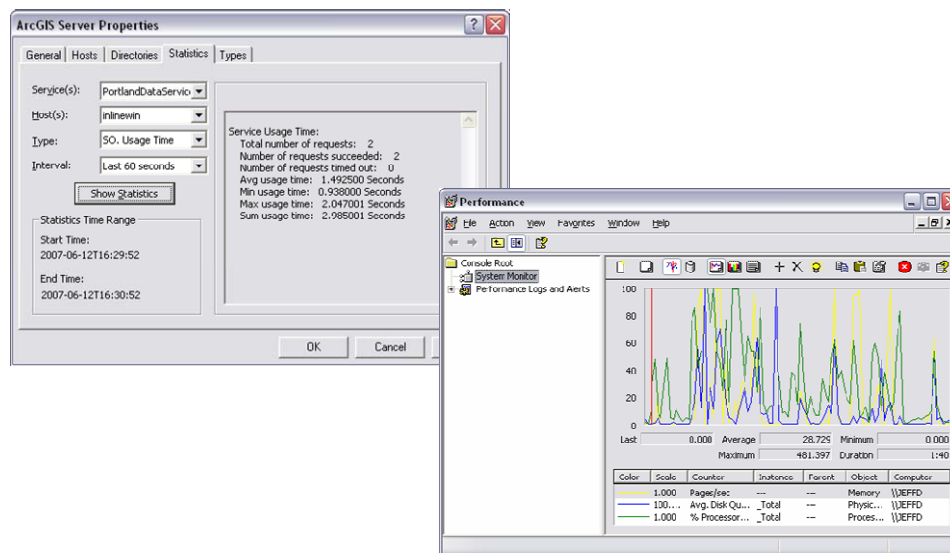 ArcGIS Server Properties
General Hosts Directories Statistics Types
Service(s): PortlandDataServic
Host(s): inlinewin
Type: SO. Usage Time
Interval: Last 60 seconds
Show Statistics
Statistics Time Range
Start Time:
2007-06-12T16:29:52
End Time:
2007-06-12T16:30:52
Service Usage Time:
Total number of requests: 2
Number of requests succeeded: 2
Number of requests timed out: 0
Avg usage time: 1.492500 Seconds
Min usage time: 0.938000 Seconds
Max usage time: 2.047001 Seconds
Sum usage time: 2.985001 Seconds
OK Cancel
Performance
File Action View Favorites Window Help
Console Root
System Monitor
Performance Logs and Alerts
100
80
60
40
20
0
Last 0.000 Average 28.729 Minimum 0.000
Maximum 481.397 Duration 1:40
Color Scale Counter Instance Parent Object Computer
1.000 Pages/sec --- --- Memory \\JEFFD
100.... Avg. Disk Qu... _Total --- Physic... \\JEFFD
1.000 % Processor... _Total --- Proces... \\JEFFD